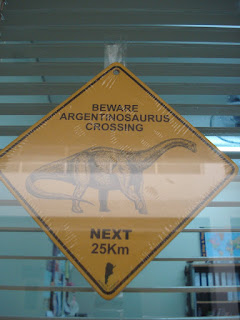 BEWARE
ARGENTINOSAURUS
CROSSING
NEXT
25Km